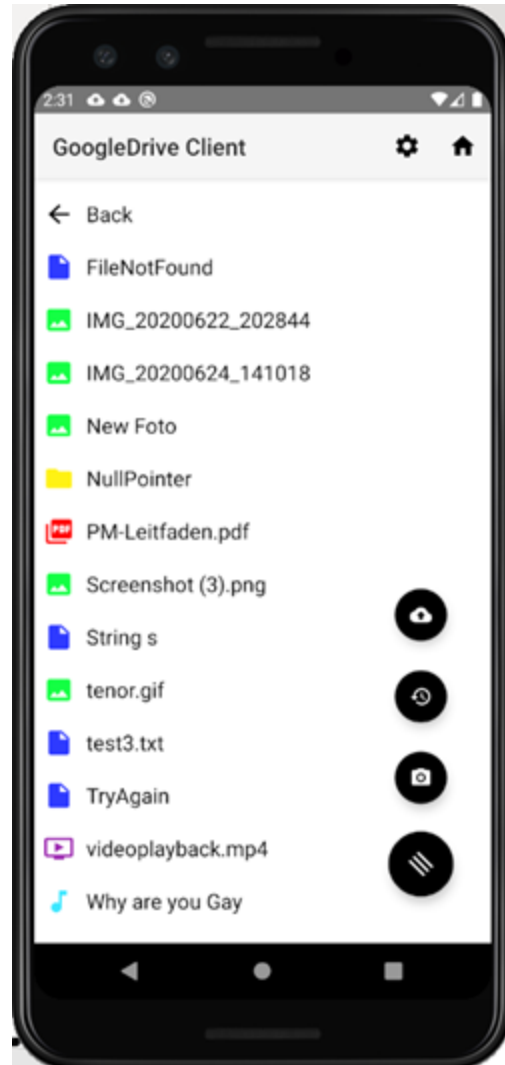 2:31
GoogleDrive Client
Back
FileNotFound
IMG_20200622_202844
IMG_20200624_141018
New Foto
NullPointer
PDF PM-Leitfaden.pdf
Screenshot (3).png
String s
tenor.gif
test3.txt
TryAgain
videoplayback.mp4
Why are you Gay